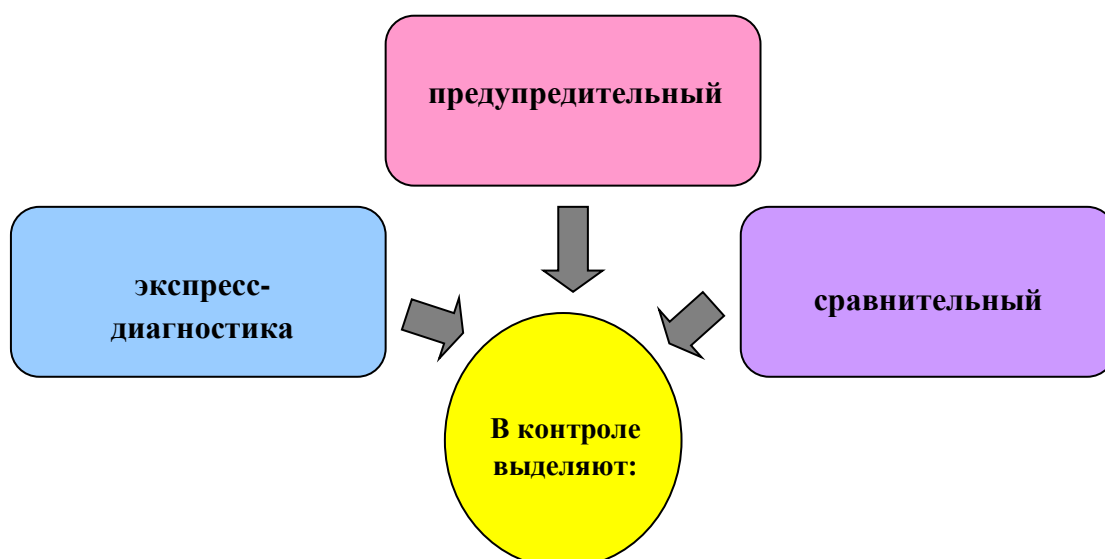 предупредительный
экспресс-
диагностика
сравнительный
В контроле
выделяют: